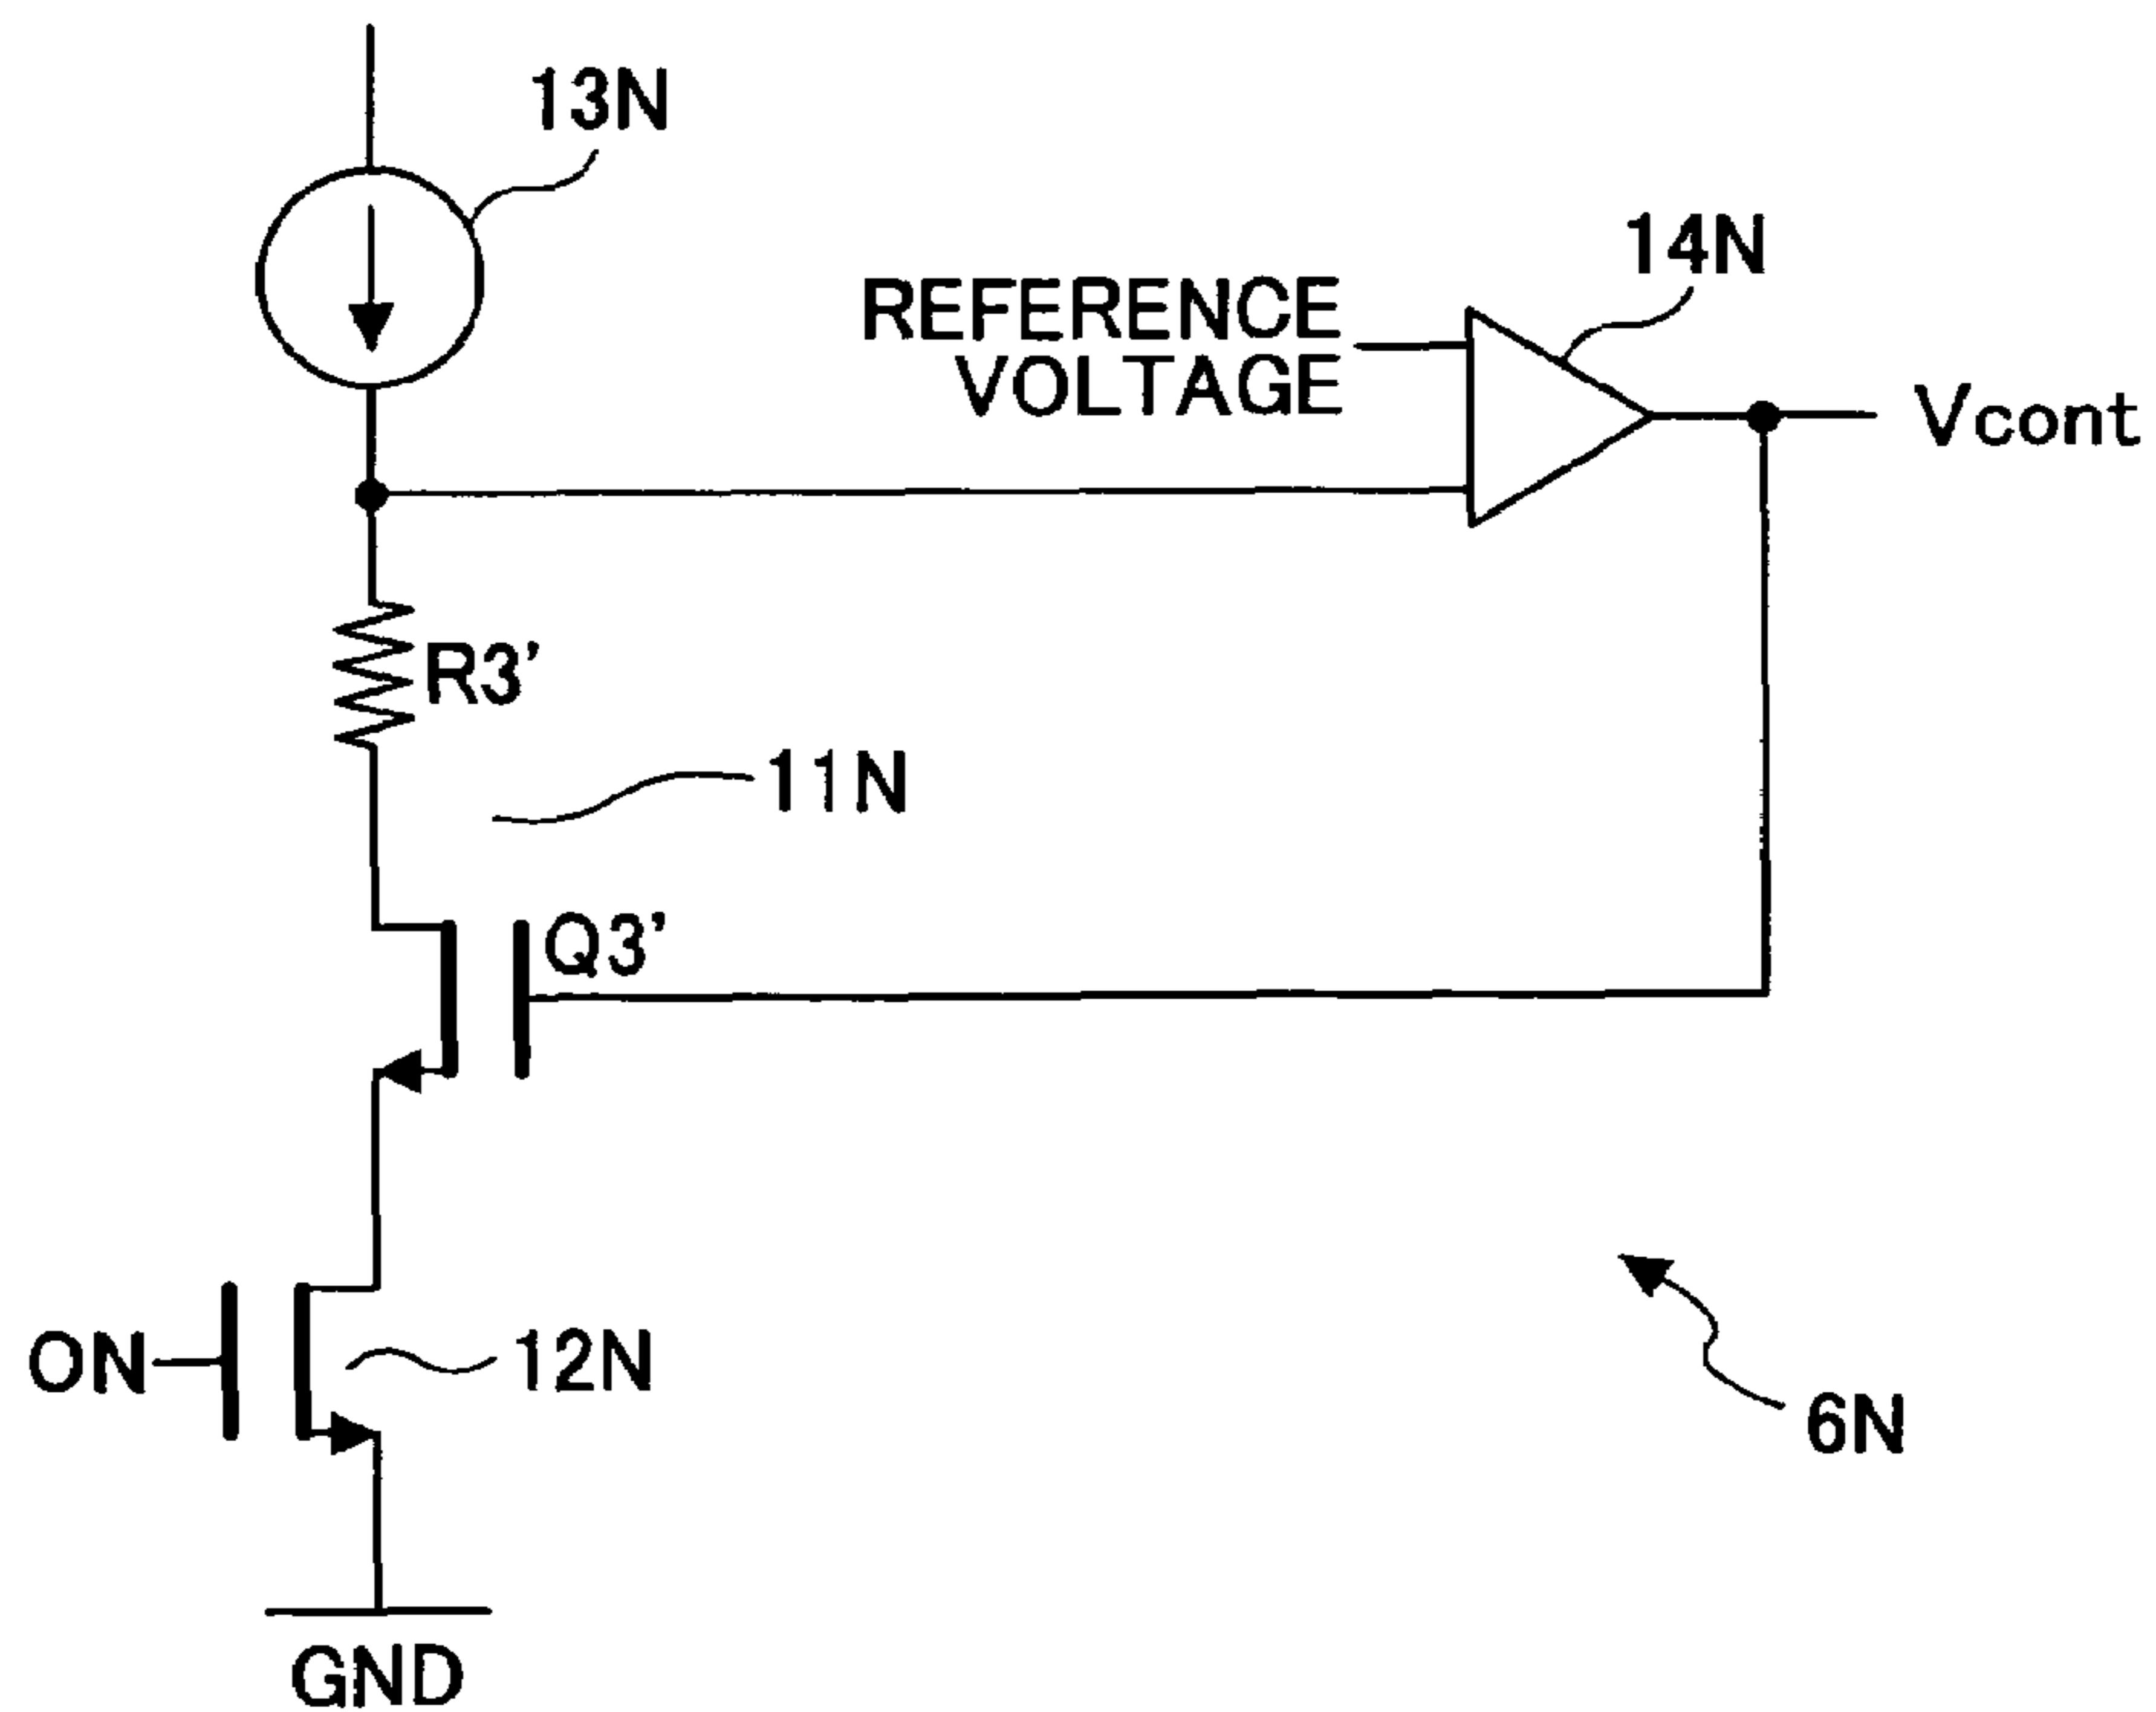 13N
14N
REFERENCE
VOLTAGE
Vcont
R3'
11N
Q3'
ON
12N
6N
GND